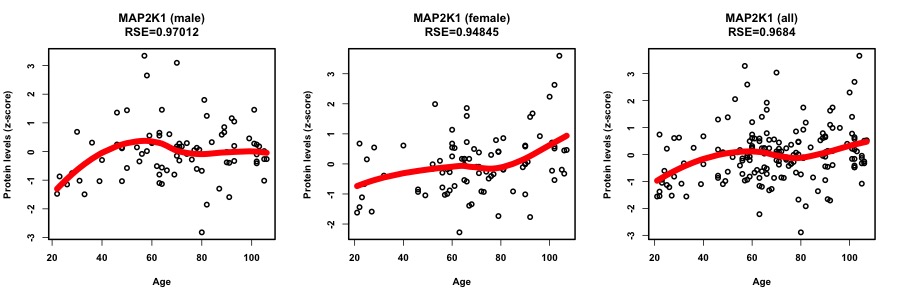 MAP2K1 (male)
RSE=0.97012
Protein levels (z-score)
3
2
1
0
-1
-2
-3
20
40
60
80
100
Age
MAP2K1 (female)
RSE=0.94845
Protein levels (z-score)
3
2
1
0
-1
-2
20
40
60
80
100
Age
MAP2K1 (all)
RSE=0.9684
Protein levels (z-score)
3
2
1
0
-1
-2
-3
20
40
60
80
100
Age